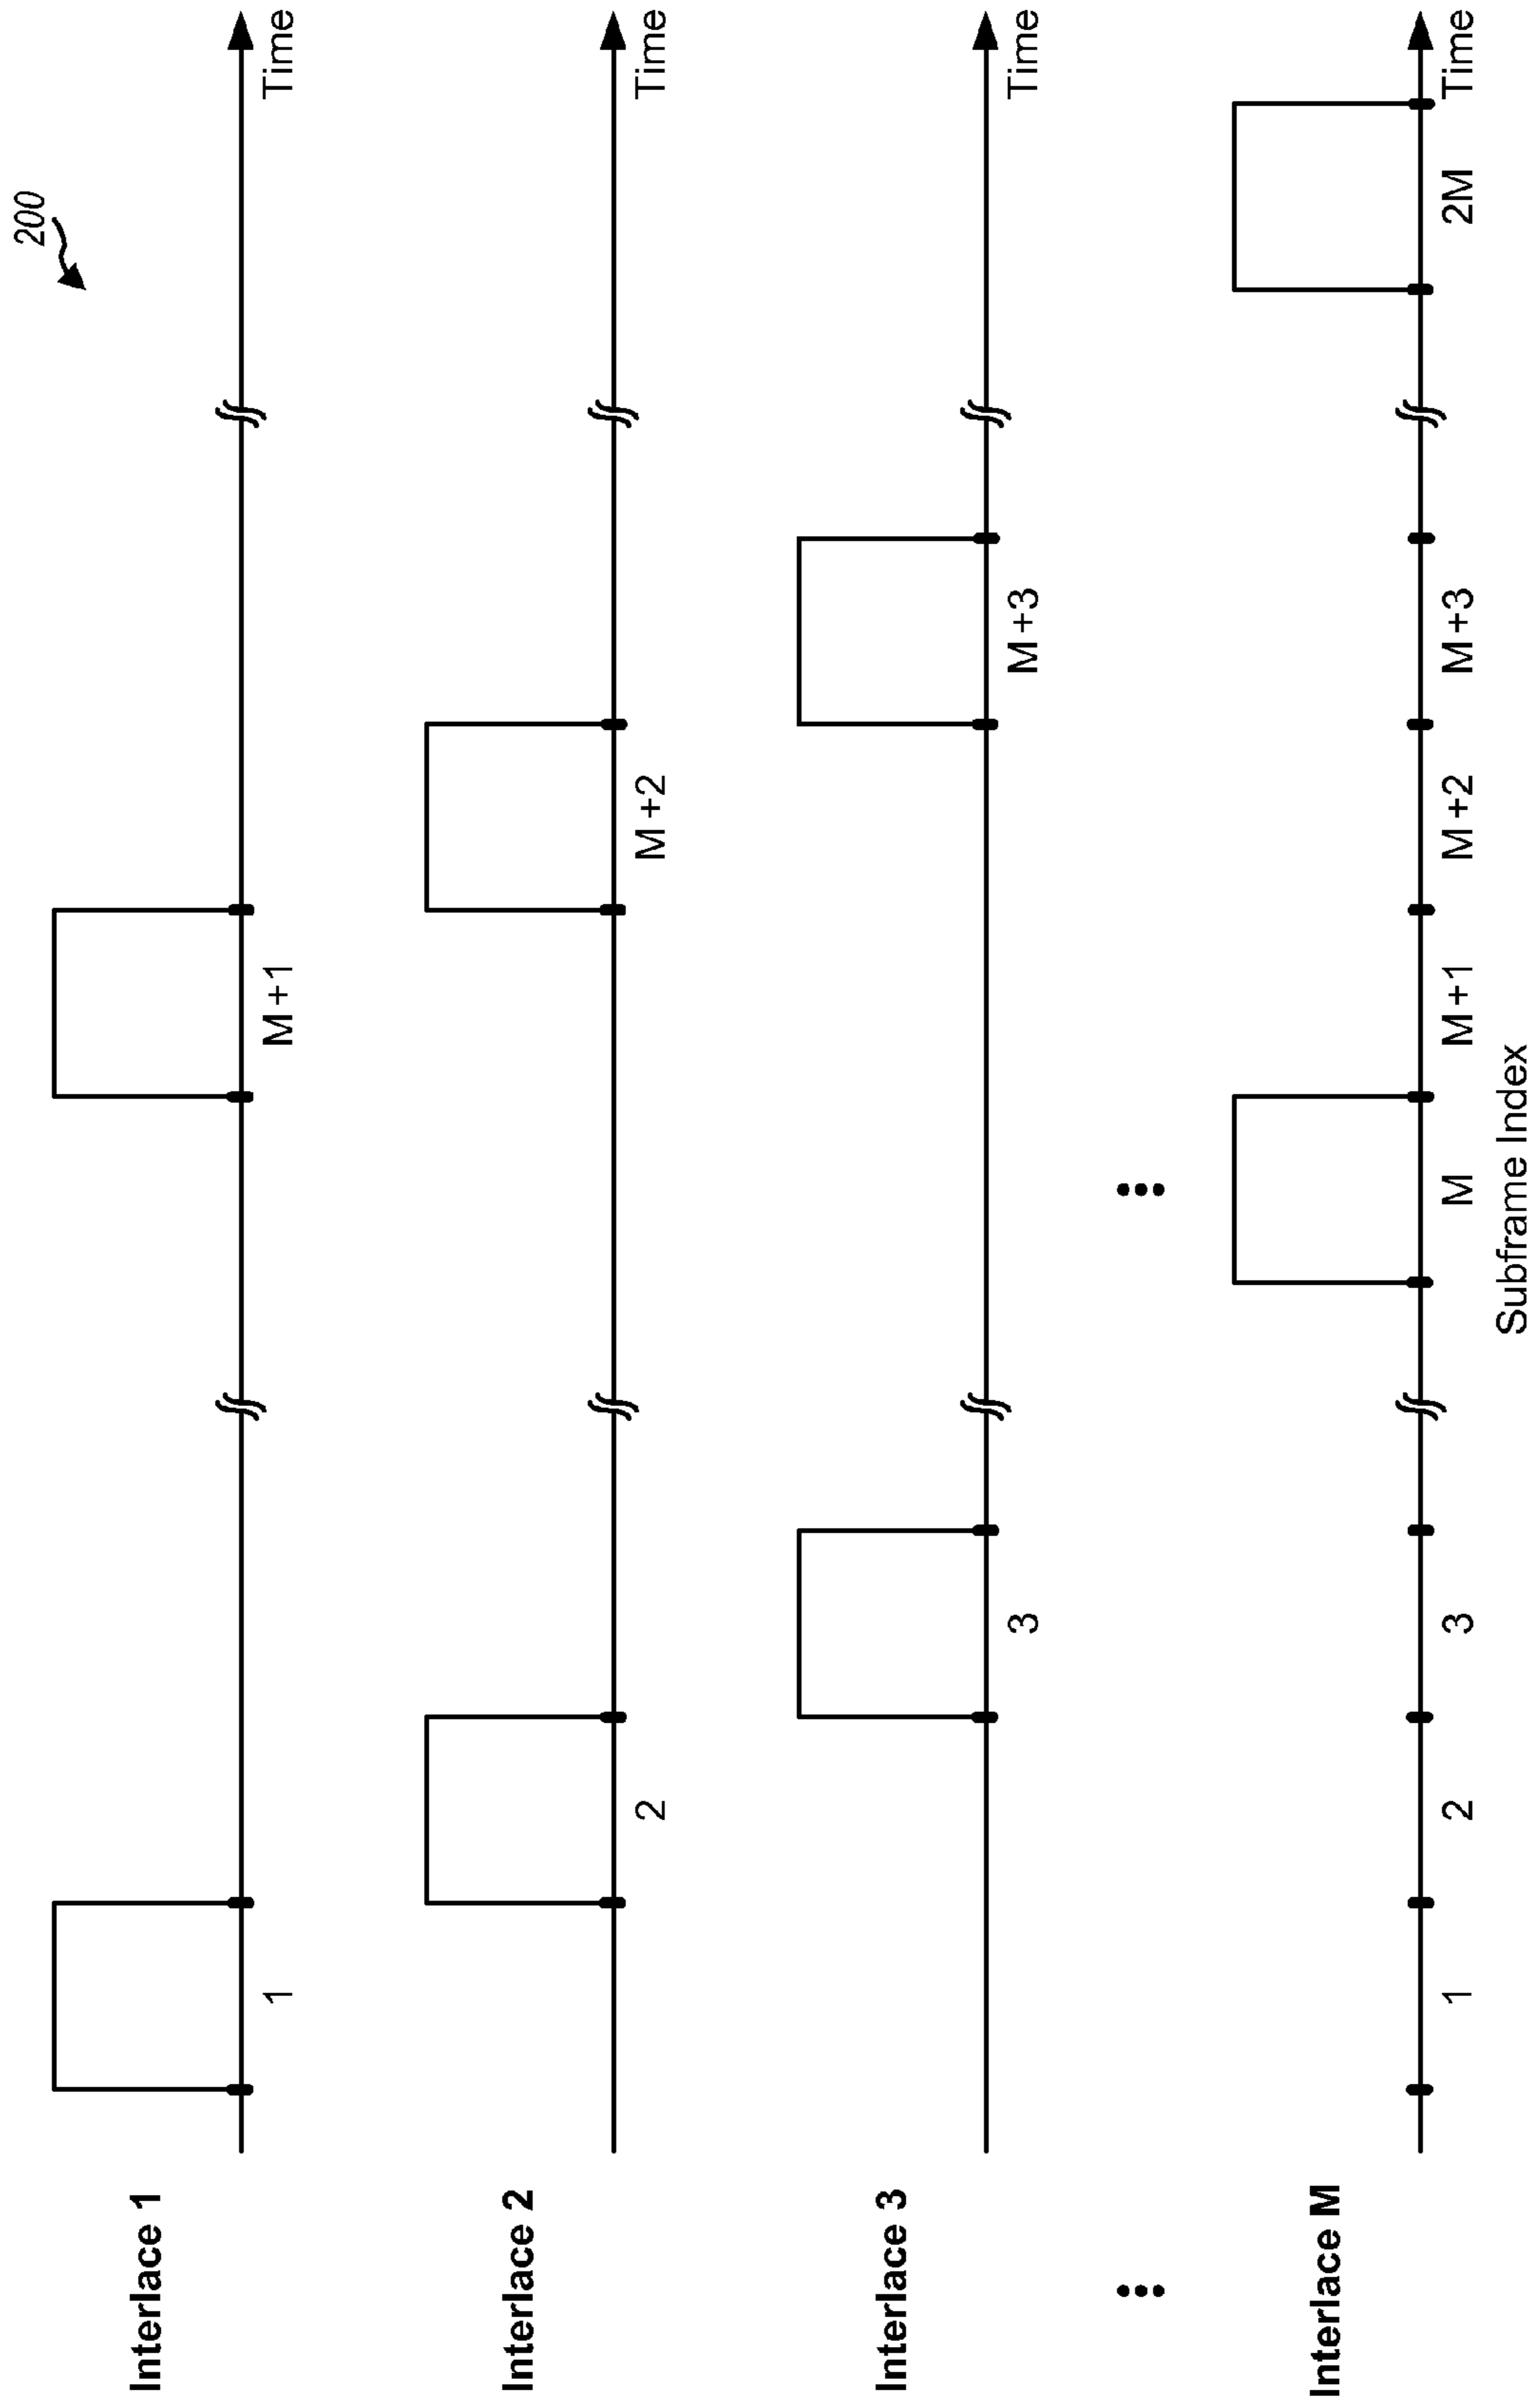 200
Interlace 1
1
M+1
Time
Interlace 2
2
M+2
Time
Interlace 3
3
M+3
Time
Interlace M
1 2 3 M M+1 M+2 M+3 2M Time
Subframe Index